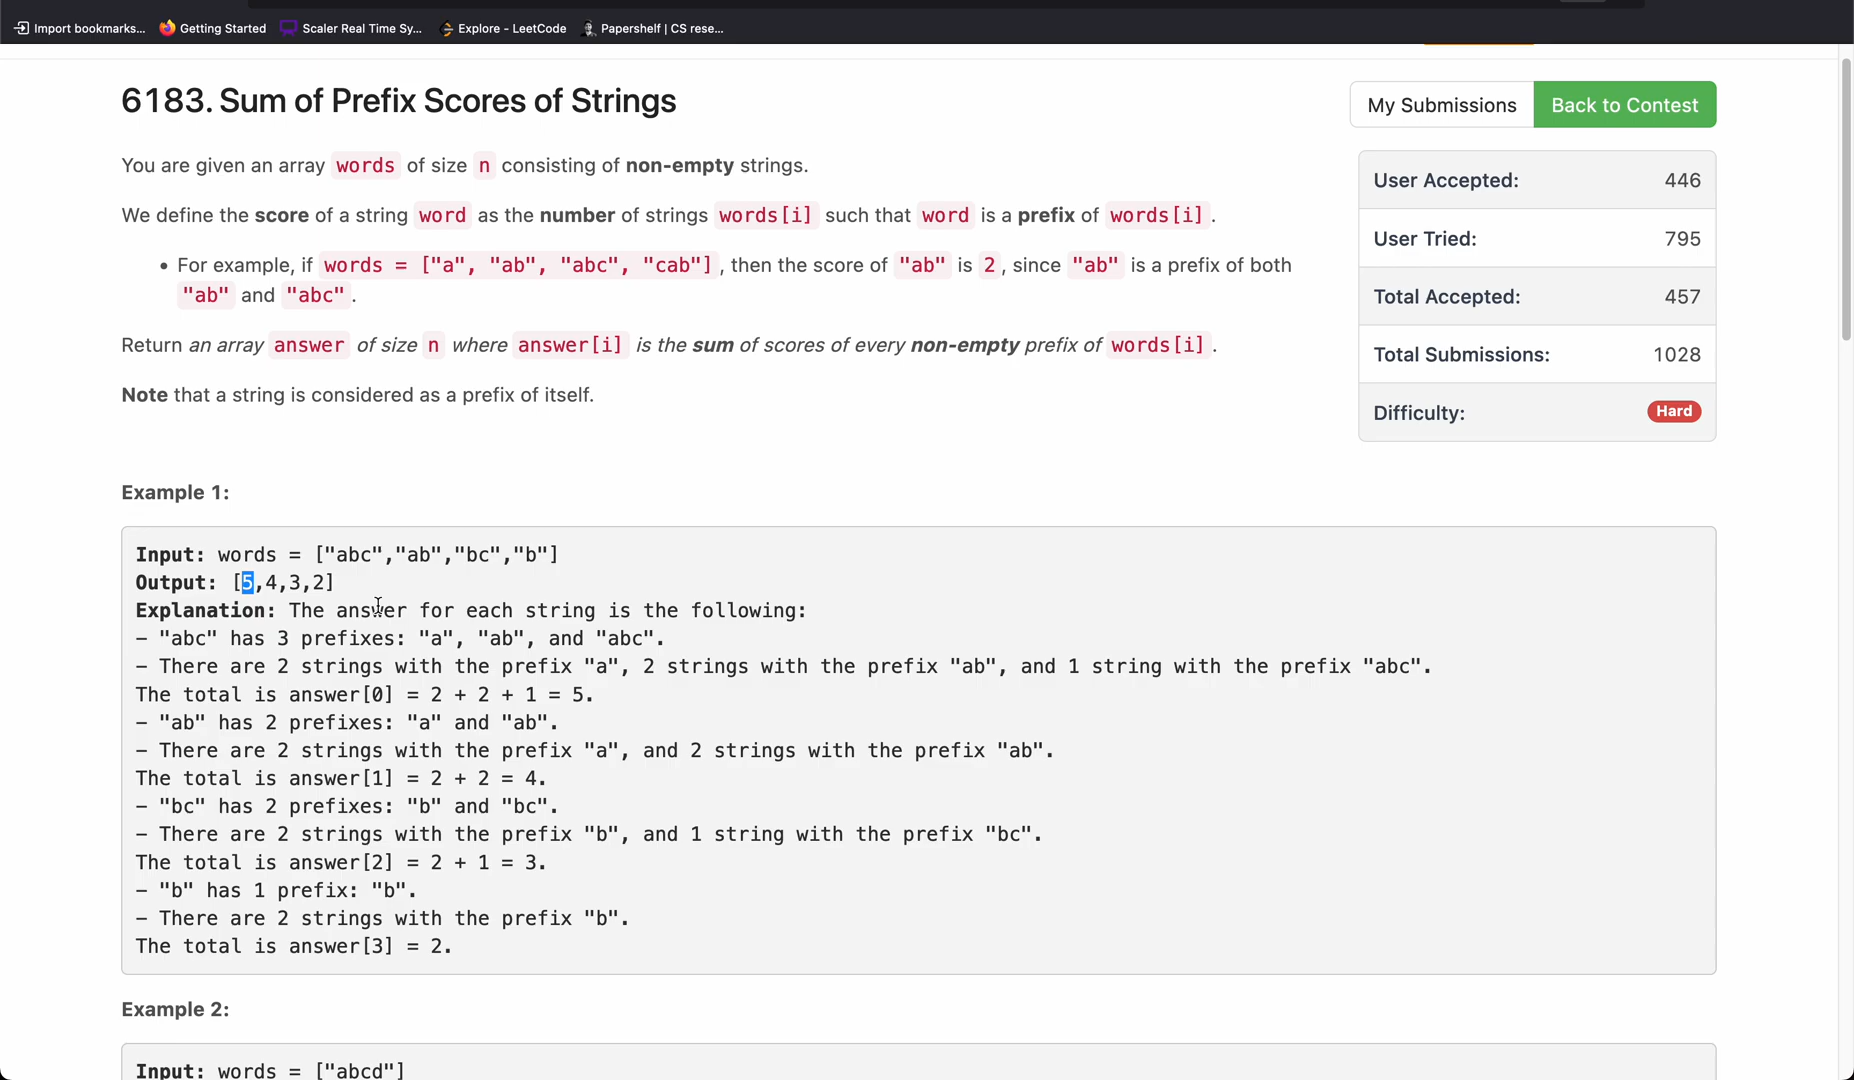 Import bookmarks... Getting Started Scaler Real Time Sy... Explore - LeetCode Papershelf | CS rese...
6183. Sum of Prefix Scores of Strings
My Submissions Back to Contest
You are given an array words of size n consisting of non-empty strings.
We define the score of a string word as the number of strings words[i] such that word is a prefix of words[i].
• For example, if words = ["a", "ab", "abc", "cab"], then the score of "ab" is 2, since "ab" is a prefix of both
"ab" and "abc".
Return an array answer of size n where answer[i] is the sum of scores of every non-empty prefix of words[i].
Note that a string is considered as a prefix of itself.
User Accepted: 446
User Tried: 795
Total Accepted: 457
Total Submissions: 1028
Difficulty: Hard
Example 1:
Input: words = ["abc","ab","bc","b"]
Output: [5,4,3,2]
Explanation: The answer for each string is the following:
- "abc" has 3 prefixes: "a", "ab", and "abc".
- There are 2 strings with the prefix "a", 2 strings with the prefix "ab", and 1 string with the prefix "abc".
The total is answer[0] = 2 + 2 + 1 = 5.
- "ab" has 2 prefixes: "a" and "ab".
- There are 2 strings with the prefix "a", and 2 strings with the prefix "ab".
The total is answer[1] = 2 + 2 = 4.
- "bc" has 2 prefixes: "b" and "bc".
- There are 2 strings with the prefix "b", and 1 string with the prefix "bc".
The total is answer[2] = 2 + 1 = 3.
- "b" has 1 prefix: "b".
- There are 2 strings with the prefix "b".
The total is answer[3] = 2.
Example 2:
Input: words = ["abcd"]